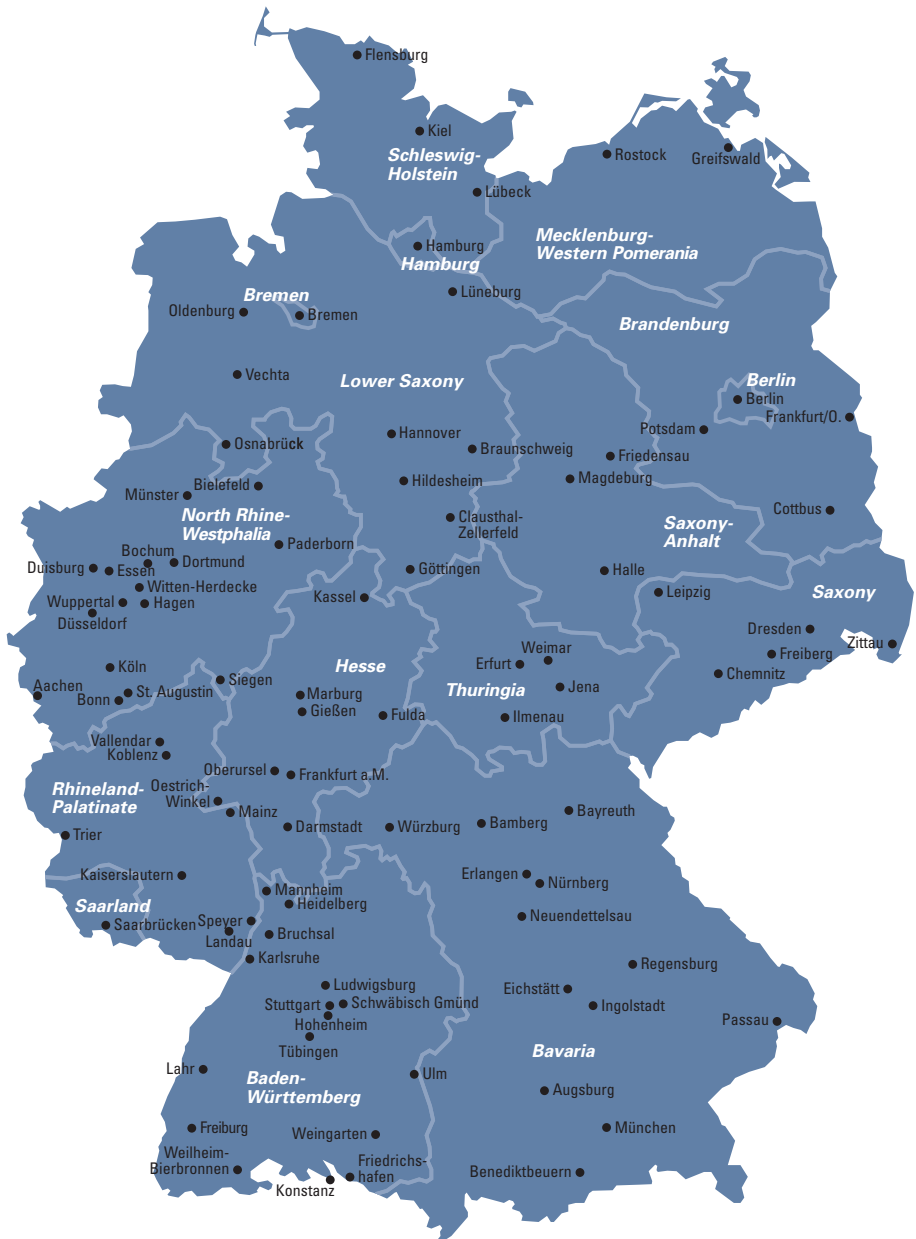 Flensburg
Kiel
Schleswig-
Holstein
Rostock
Greifswald
Lübeck
Hamburg
Hamburg
Mecklenburg-
Western Pomerania
Lüneburg
Bremen
Oldenburg
Bremen
Brandenburg
Vechta
Lower Saxony
Berlin
Berlin
Frankfurt/O.
Potsdam
Hannover
Osnabrück
Braunschweig
Friedensau
Magdeburg
Bielefeld
Hildesheim
Münster
North Rhine-
Westphalia
Clausthal-
Zellerfeld
Saxony-
Anhalt
Cottbus
Paderborn
Bochum
Dortmund
Duisburg
Essen
Göttingen
Halle
Witten-Herdecke
Kassel
Leipzig
Saxony
Wuppertal
Hagen
Düsseldorf
Dresden
Zittau
Weimar
Freiberg
Erfurt
Köln
Hesse
Chemnitz
Siegen
Aachen
St. Augustin
Bonn
Marburg
Thuringia
Jena
Gießen
Fulda
Ilmenau
Vallendar
Koblenz
Oberursel
Frankfurt a.M.
Rhineland-
Palatinate
Oestrich-
Winkel
Mainz
Bayreuth
Darmstadt
Würzburg
Bamberg
Trier
Kaiserslautern
Erlangen
Nürnberg
Mannheim
Heidelberg
Saarland
Saarbrücken
Speyer
Landau
Neuendettelsau
Bruchsal
Karlsruhe
Regensburg
Ludwigsburg
Eichstätt
Stuttgart
Schwäbisch Gmünd
Ingolstadt
Hohenheim
Passau
Tübingen
Bavaria
Lahr
Ulm
Baden-
Württemberg
Augsburg
Freiburg
Weingarten
München
Weilheim-
Bierbronnen
Friedrichs-
hafen
Benediktbeuern
Konstanz